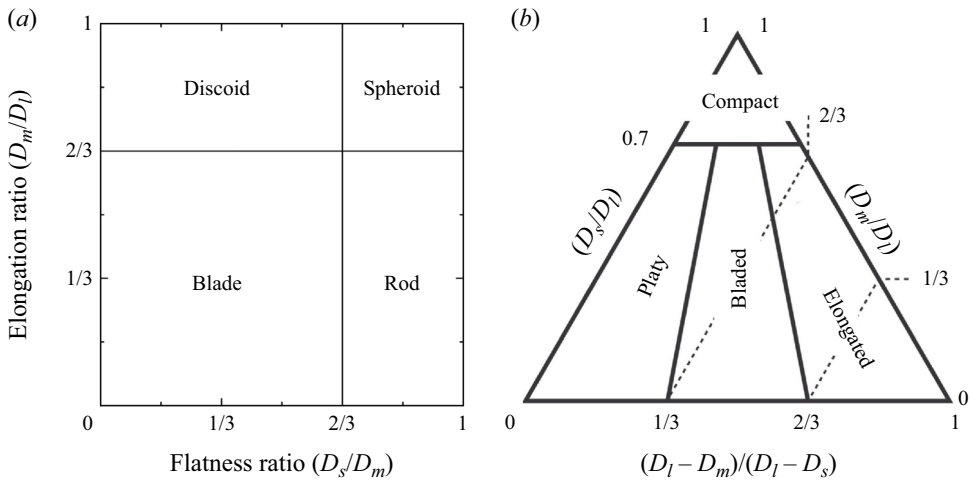 (a)
1
2/3
1/3
0
1/3
2/3
1
Elongation ratio (Dm/Dl)
Discoid
Spheroid
Blade
Rod
Flatness ratio (Ds/Dm)
(b)
1
1
Compact
2/3
0.7
(Ds/Dl)
(Dm/Dl)
Platy
Bladed
Elongated
1/3
0
0
1/3
2/3
1
(Dl – Dm)/(Dl – Ds)